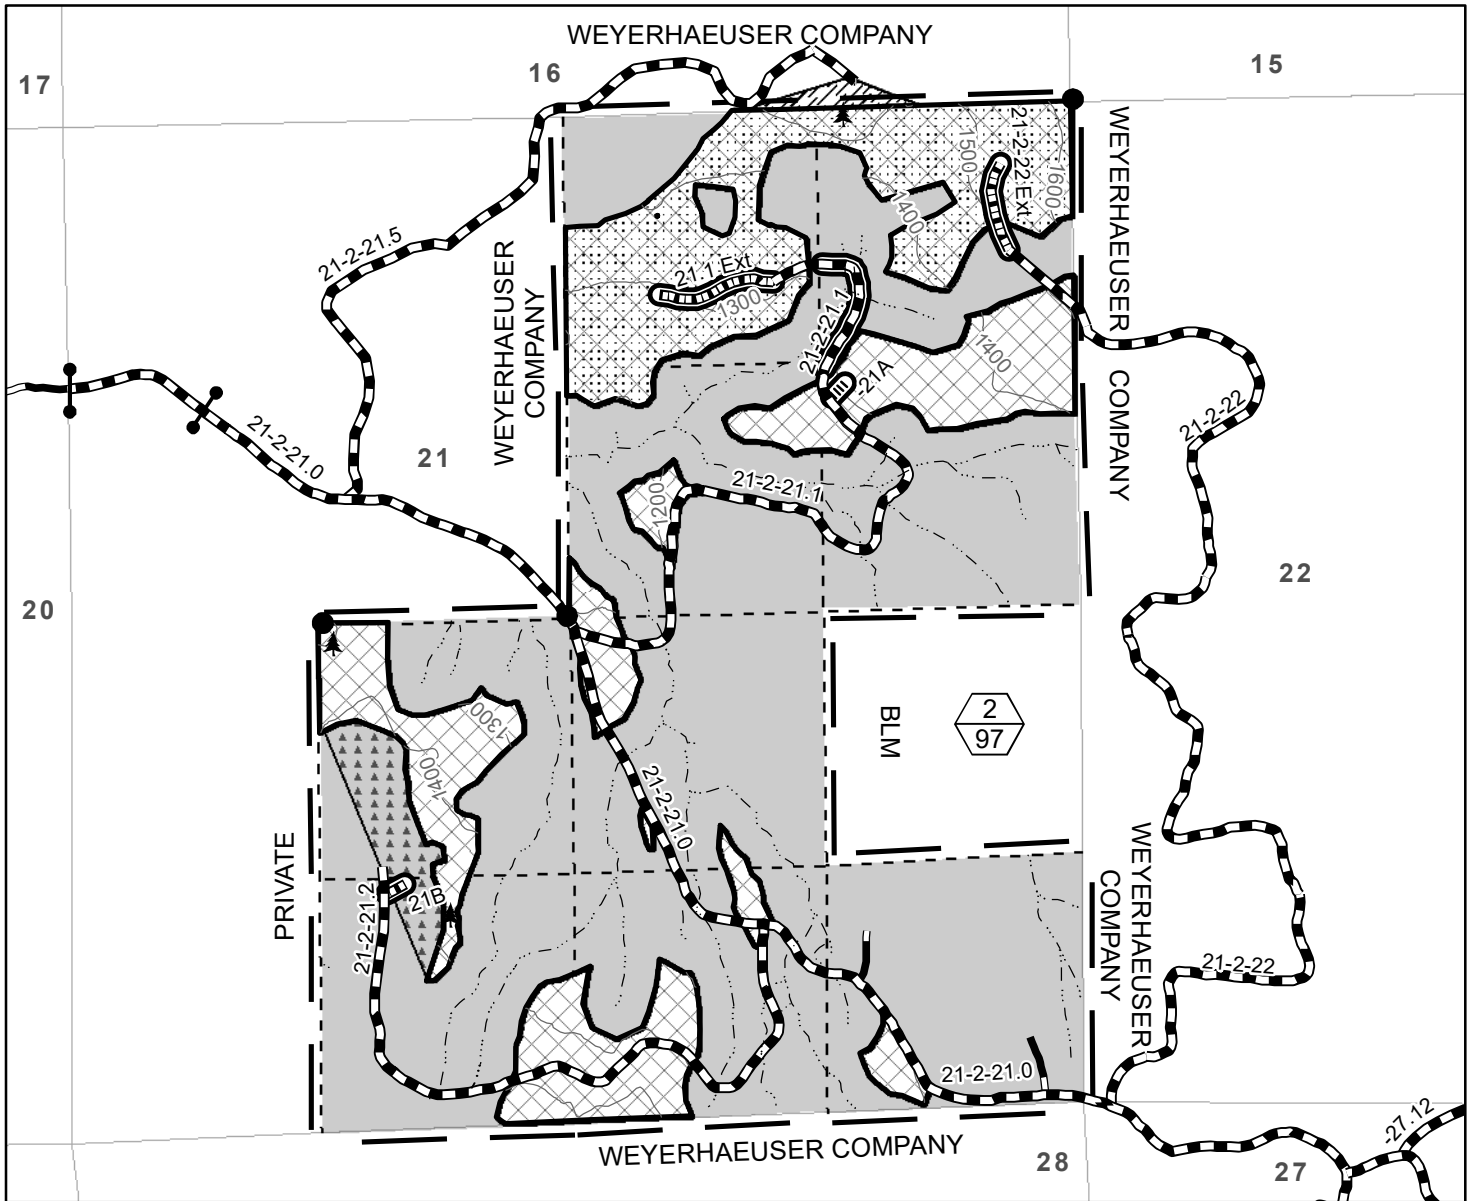 WEYERHAEUSER COMPANY
17
16
15
21-2-22 Ext.
1500
1600
1400
WEYERHAEUSER
COMPANY
21-2-21.5
WEYERHAEUSER
COMPANY
21.1 Ext
1300
21-2-21.1
1400
-21A
21-2-22
21-2-21.0
21
21-2-21.1
1200
22
20
1300
1400
BLM
2
97
21-2-21.0
PRIVATE
21B
21-2-21.2
WEYERHAEUSER
COMPANY
21-2-22
21-2-21.0
WEYERHAEUSER COMPANY
28
27
-27.12